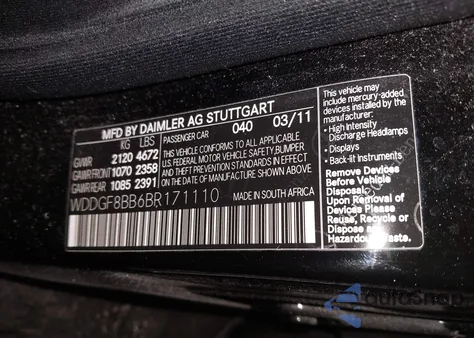 MFD BY DAIMLER AG STUTTGART
KG LBS PASSENGER CAR 040 03/11
GVWR 2120 4672
GAWR FRONT 1070 2358
GAWR REAR 1085 2391
THIS VEHICLE CONFORMS TO ALL APPLICABLE
U.S. FEDERAL MOTOR VEHICLE SAFETY, BUMPER
AND THEFT PREVENTION STANDARDS IN EFFECT
ON THE DATE OF MANUFACTURE SHOWN ABOVE.
WDDGF8BB6BR171110 MADE IN SOUTH AFRICA
This vehicle may
include mercury-added
devices installed by the
manufacturer:
• High Intensity
Discharge Headlamps
• Displays
• Back-lit Instruments
Remove Devices
Before Vehicle
Disposal.
Upon Removal of
Devices Please
Reuse, Recycle or
Dispose as
Hazardous Waste.
AutoSnap